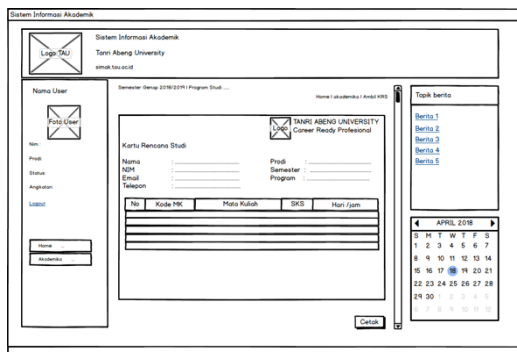 Sistem Informasi Akademik
Logo TAU
Sistem Informasi Akademik
Tanri Abeng University
simak.tau.ac.id
Nama User
Foto User
Nim :
Prodi:
Status:
Angkatan:
Logout
Home ...
Akademika ...
Semester Genap 2018/2019 | Program Studi ....
Home | akademika | Ambil KRS
Logo
TANRI ABENG UNIVERSITY
Career Ready Profesional
Kartu Rencana Studi
Nama :
NIM :
Email :
Telepon :
Prodi :
Semester :
Program :
No Kode MK Mata Kuliah SKS Hari /jam
Cetak
Topik berita
Berita 1
Berita 2
Berita 3
Berita 4
Berita 5
APRIL 2018
S M T W T F S
1 2 3 4 5 6 7
8 9 10 11 12 13 14
15 16 17 18 19 20 21
22 23 24 25 26 27 28
29 30 1 2 3 4 5
6 7 8 9 10 11 12